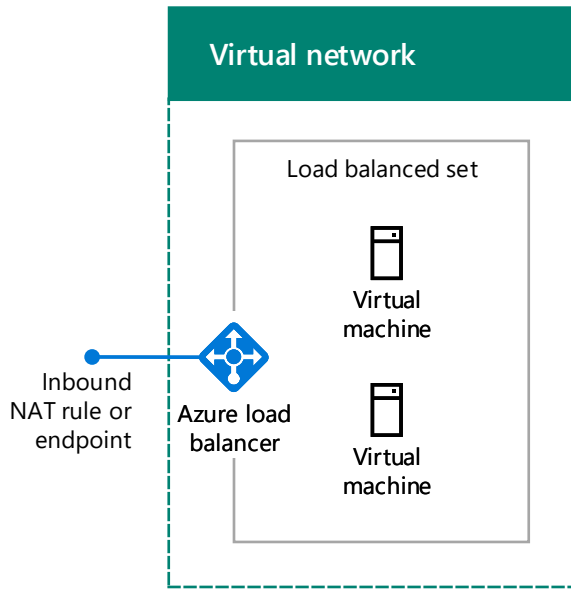 Virtual network
Load balanced set
Virtual
machine
Inbound
NAT rule or
endpoint
Azure load
balancer
Virtual
machine